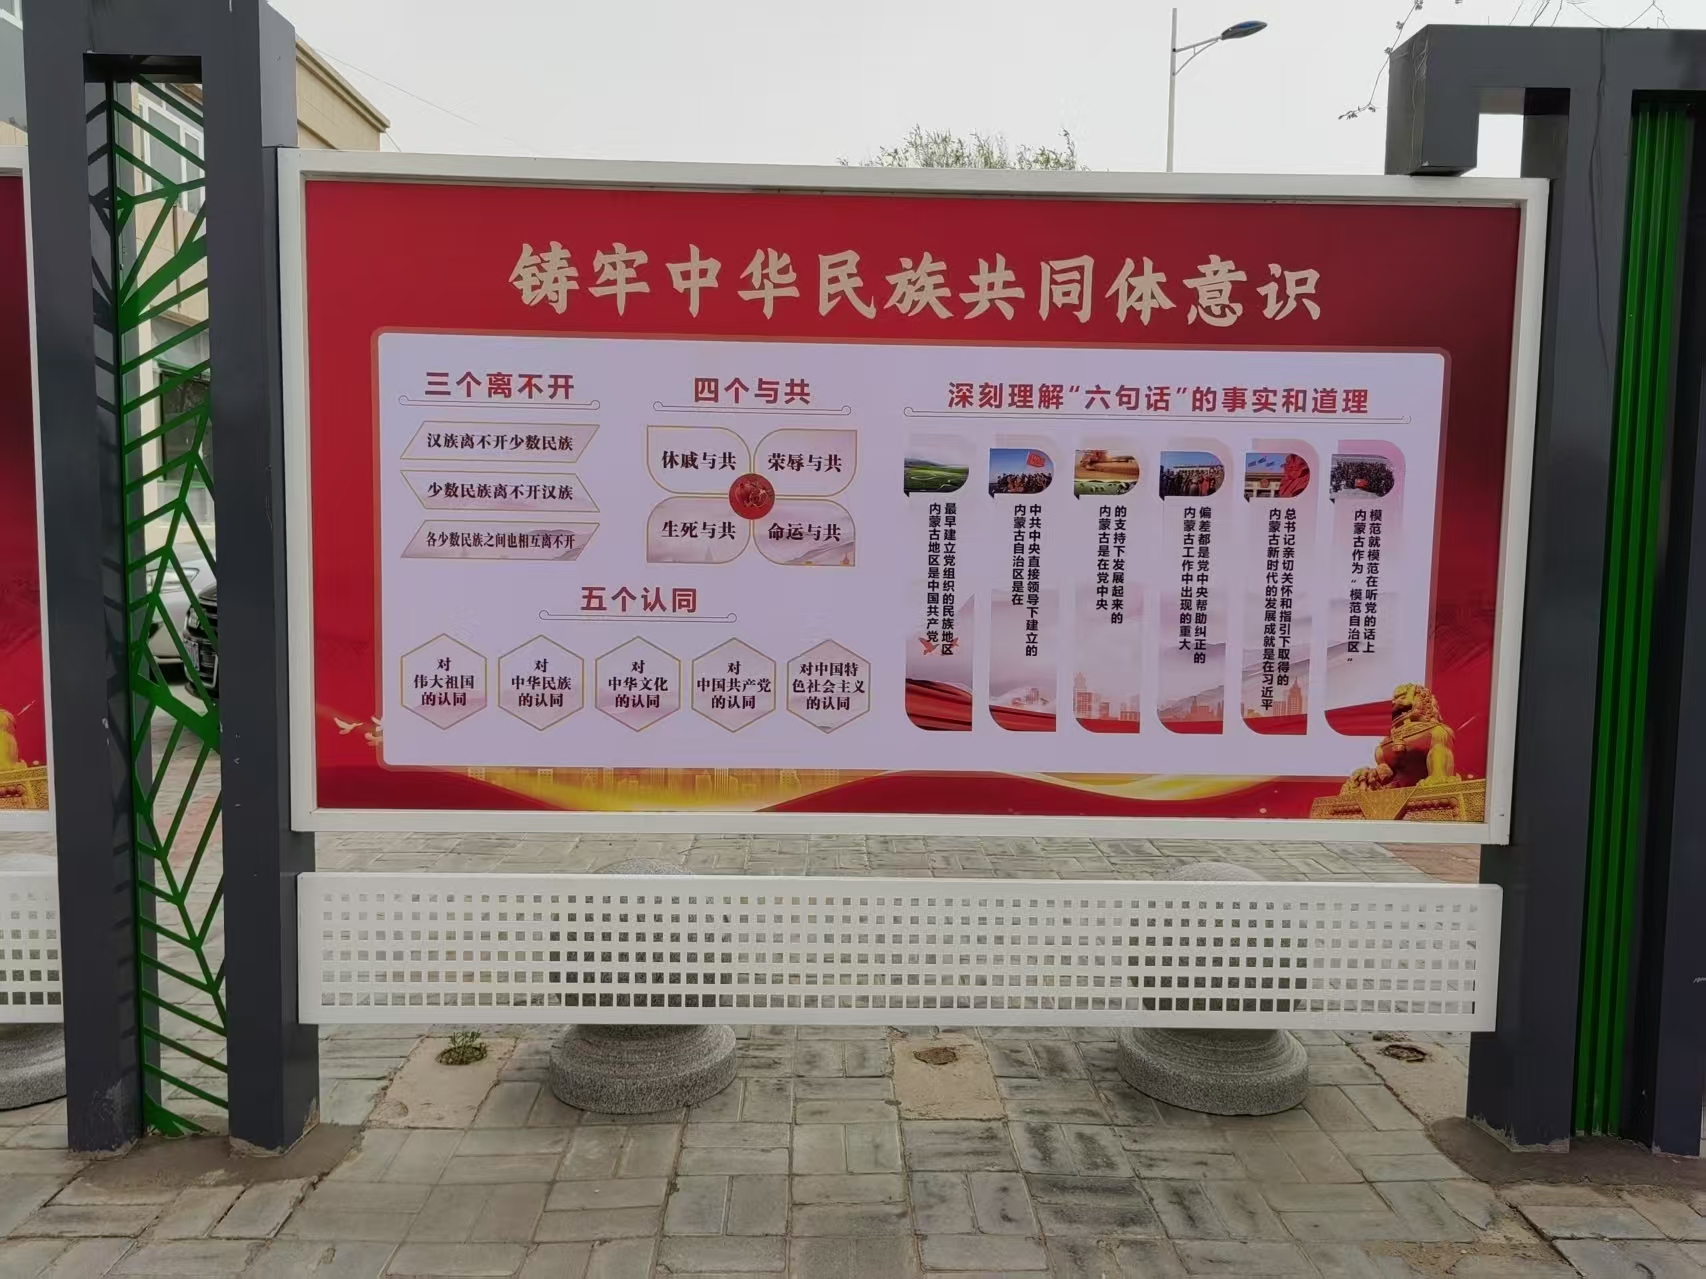 铸牢中华民族共同体意识
三个离不开
汉族离不开少数民族
少数民族离不开汉族
各少数民族之间也相互离不开
四个与共
休戚与共
荣辱与共
生死与共
命运与共
五个认同
对
伟大祖国
的认同
对
中华民族
的认同
对
中华文化
的认同
对
中国共产党
的认同
对中国特
色社会主义
的认同
深刻理解“六句话”的事实和道理
内蒙古地区是中国共产党
最早建立党组织的民族地区
内蒙古自治区是在
中共中央直接领导下建立的
内蒙古是在党中央
的支持下发展起来的
内蒙古工作中出现的重大
偏差都是党中央帮助纠正的
内蒙古新时代的发展成就是在习近平
总书记亲切关怀和指引下取得的
内蒙古作为“模范自治区”
模范就模范在听党的话上